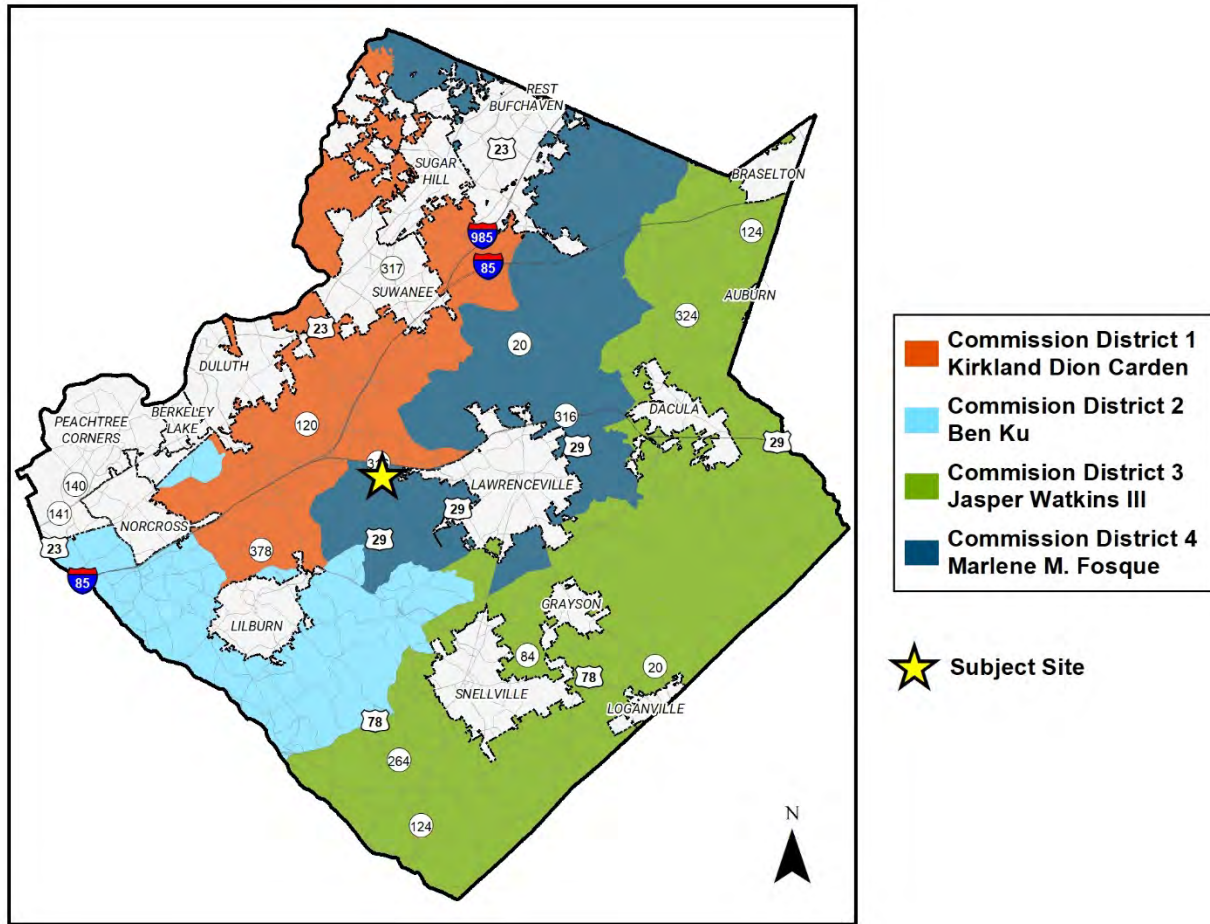 REST
BUFCHAVEN
23
SUGAR
HILL
BRASELTON
124
985
85
317
SUWANEE
AUBURN
324
23
20
DULUTH
PEACHTREE
CORNERS
BERKELEY
LAKE
120
316
DACULA
29
29
140
LAWRENCEVILLE
141
NORCROSS
29
23
378
29
85
GRAYSON
LILBURN
84
20
78
SNELLVILLE
LOGANVILLE
78
264
124
N
Commission District 1
Kirkland Dion Carden
Commision District 2
Ben Ku
Commision District 3
Jasper Watkins III
Commission District 4
Marlene M. Fosque
Subject Site